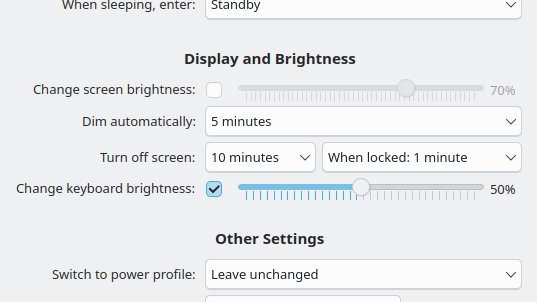 When sleeping, enter: Standby
Display and Brightness
Change screen brightness: 70%
Dim automatically: 5 minutes
Turn off screen: 10 minutes When locked: 1 minute
Change keyboard brightness: 50%
Other Settings
Switch to power profile: Leave unchanged